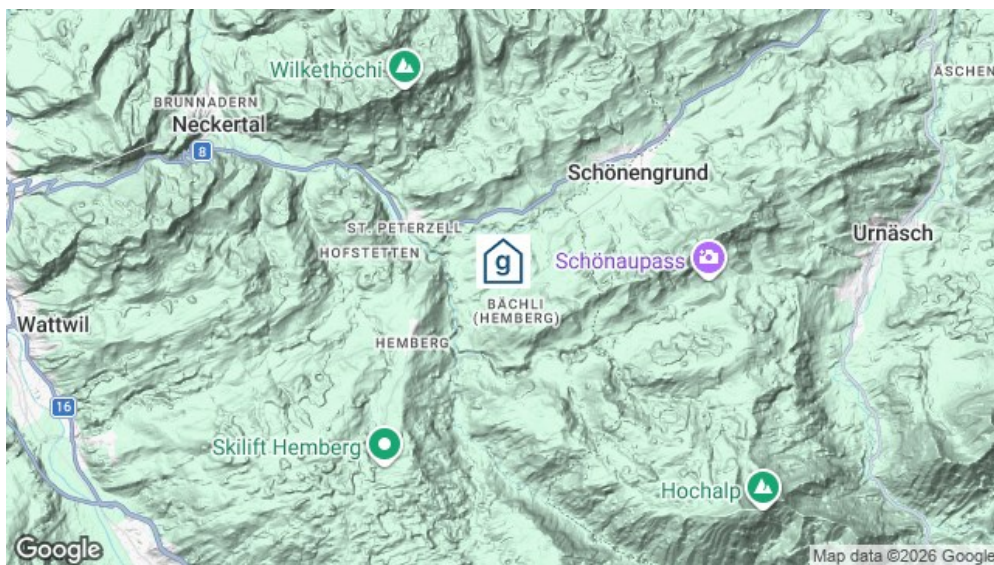 Wilkethöchi
ÄSCHEN
BRUNNADERN
Neckertal
8
Schönengrund
ST. PETERZELL
HOFSTETTEN
Urnäsch
g
Schönaupass
BÄCHLI
(HEMBERG)
Wattwil
HEMBERG
16
Skilift Hemberg
Hochalp
Google
Map data ©2026 Google